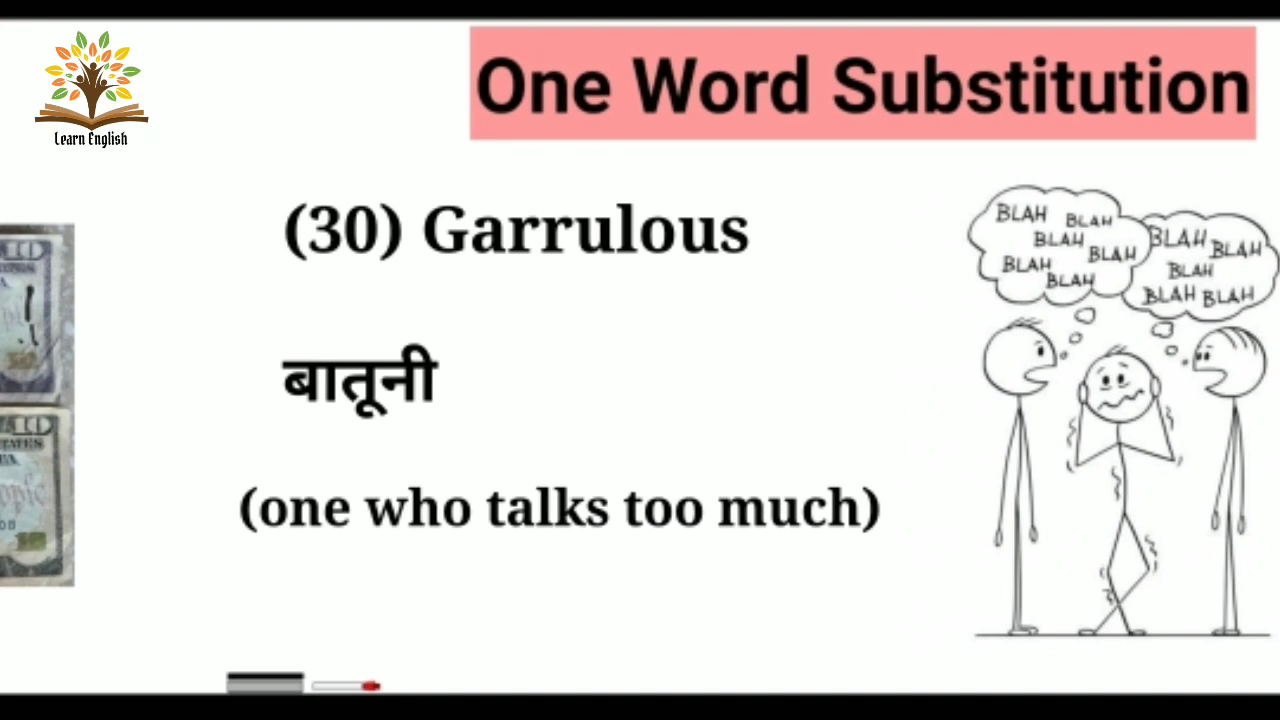 Learn English
One Word Substitution
(30) Garrulous
बातूनी
(one who talks too much)
BLAH BLAH
BLAH
BLAH
BLAH
BLAH
BLAH BLAH
BLAH
BLAH BLAH